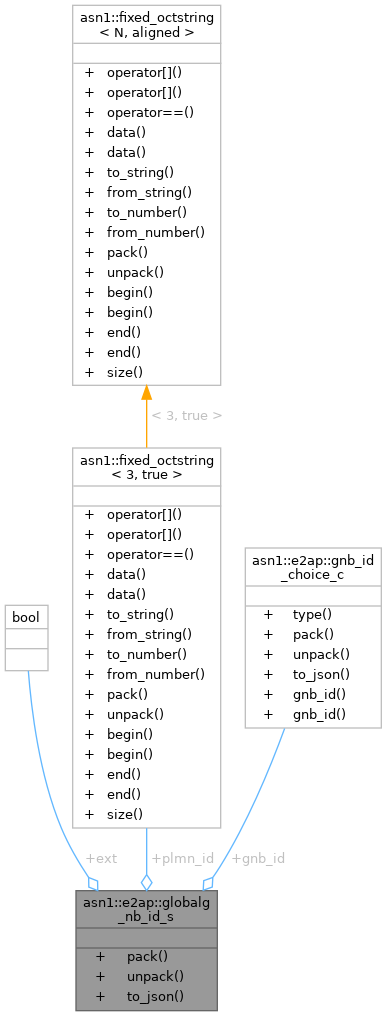 asn1::fixed_octstring
< N, aligned >
+ operator[]()
+ operator[]()
+ operator==()
+ data()
+ data()
+ to_string()
+ from_string()
+ to_number()
+ from_number()
+ pack()
+ unpack()
+ begin()
+ begin()
+ end()
+ end()
+ size()
< 3, true >
asn1::fixed_octstring
< 3, true >
+ operator[]()
+ operator[]()
+ operator==()
+ data()
+ data()
+ to_string()
+ from_string()
+ to_number()
+ from_number()
+ pack()
+ unpack()
+ begin()
+ begin()
+ end()
+ end()
+ size()
asn1::e2ap::gnb_id
_choice_c
+ type()
+ pack()
+ unpack()
+ to_json()
+ gnb_id()
+ gnb_id()
bool
+ext
+plmn_id
+gnb_id
asn1::e2ap::globalg
_nb_id_s
+ pack()
+ unpack()
+ to_json()